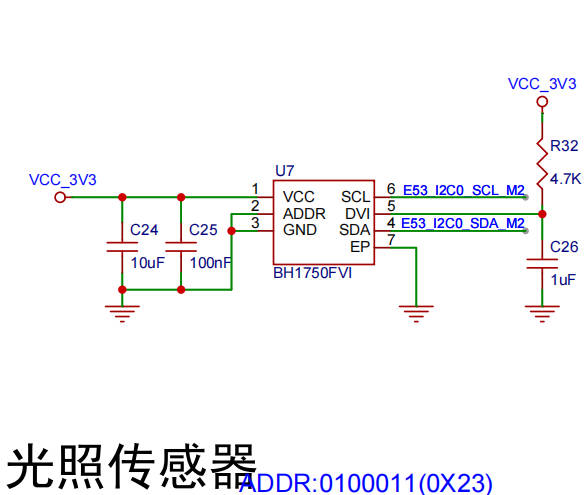 VCC_3V3
R32
4.7K
U7
VCC_3V3
1 VCC SCL 6 E53_I2C0_SCL_M2
2 ADDR DVI 5
3 GND SDA 4 E53_I2C0_SDA_M2
EP 7
C24
10uF
C25
100nF
BH1750FVI
C26
1uF
光照传感器
ADDR:0100011(0X23)